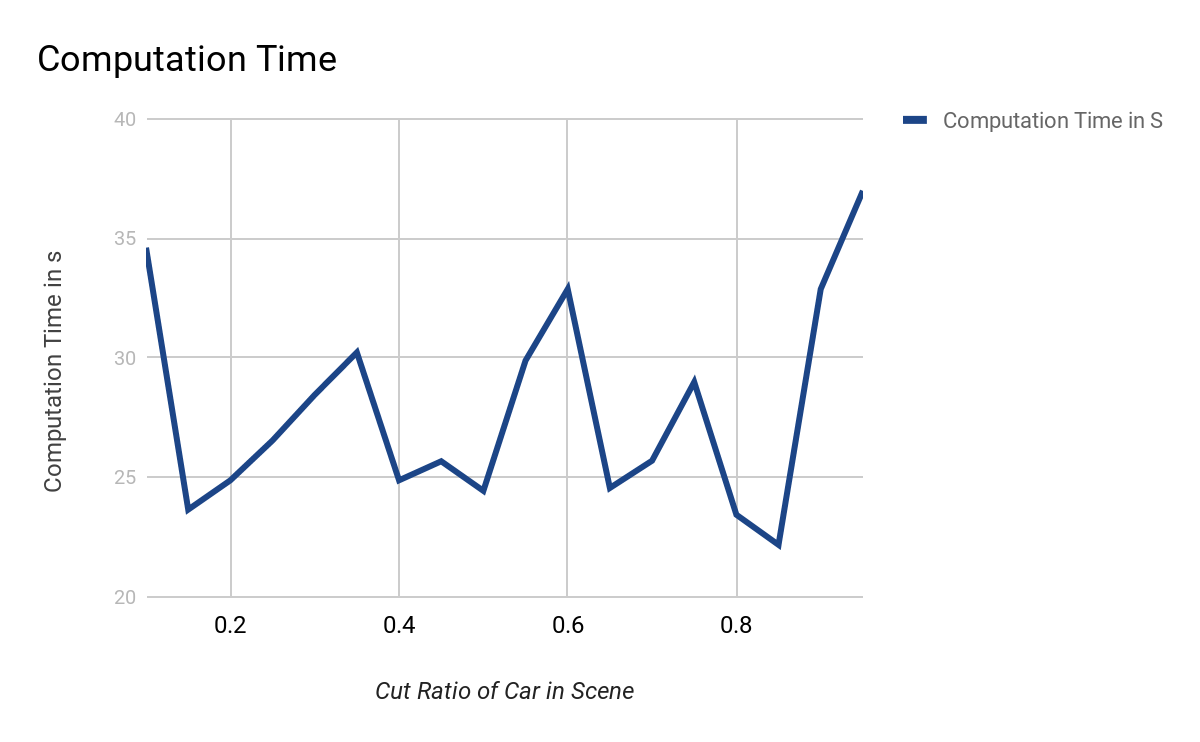 Computation Time
40
35
30
25
20
Computation Time in s
0.2 0.4 0.6 0.8
Cut Ratio of Car in Scene
Computation Time in S